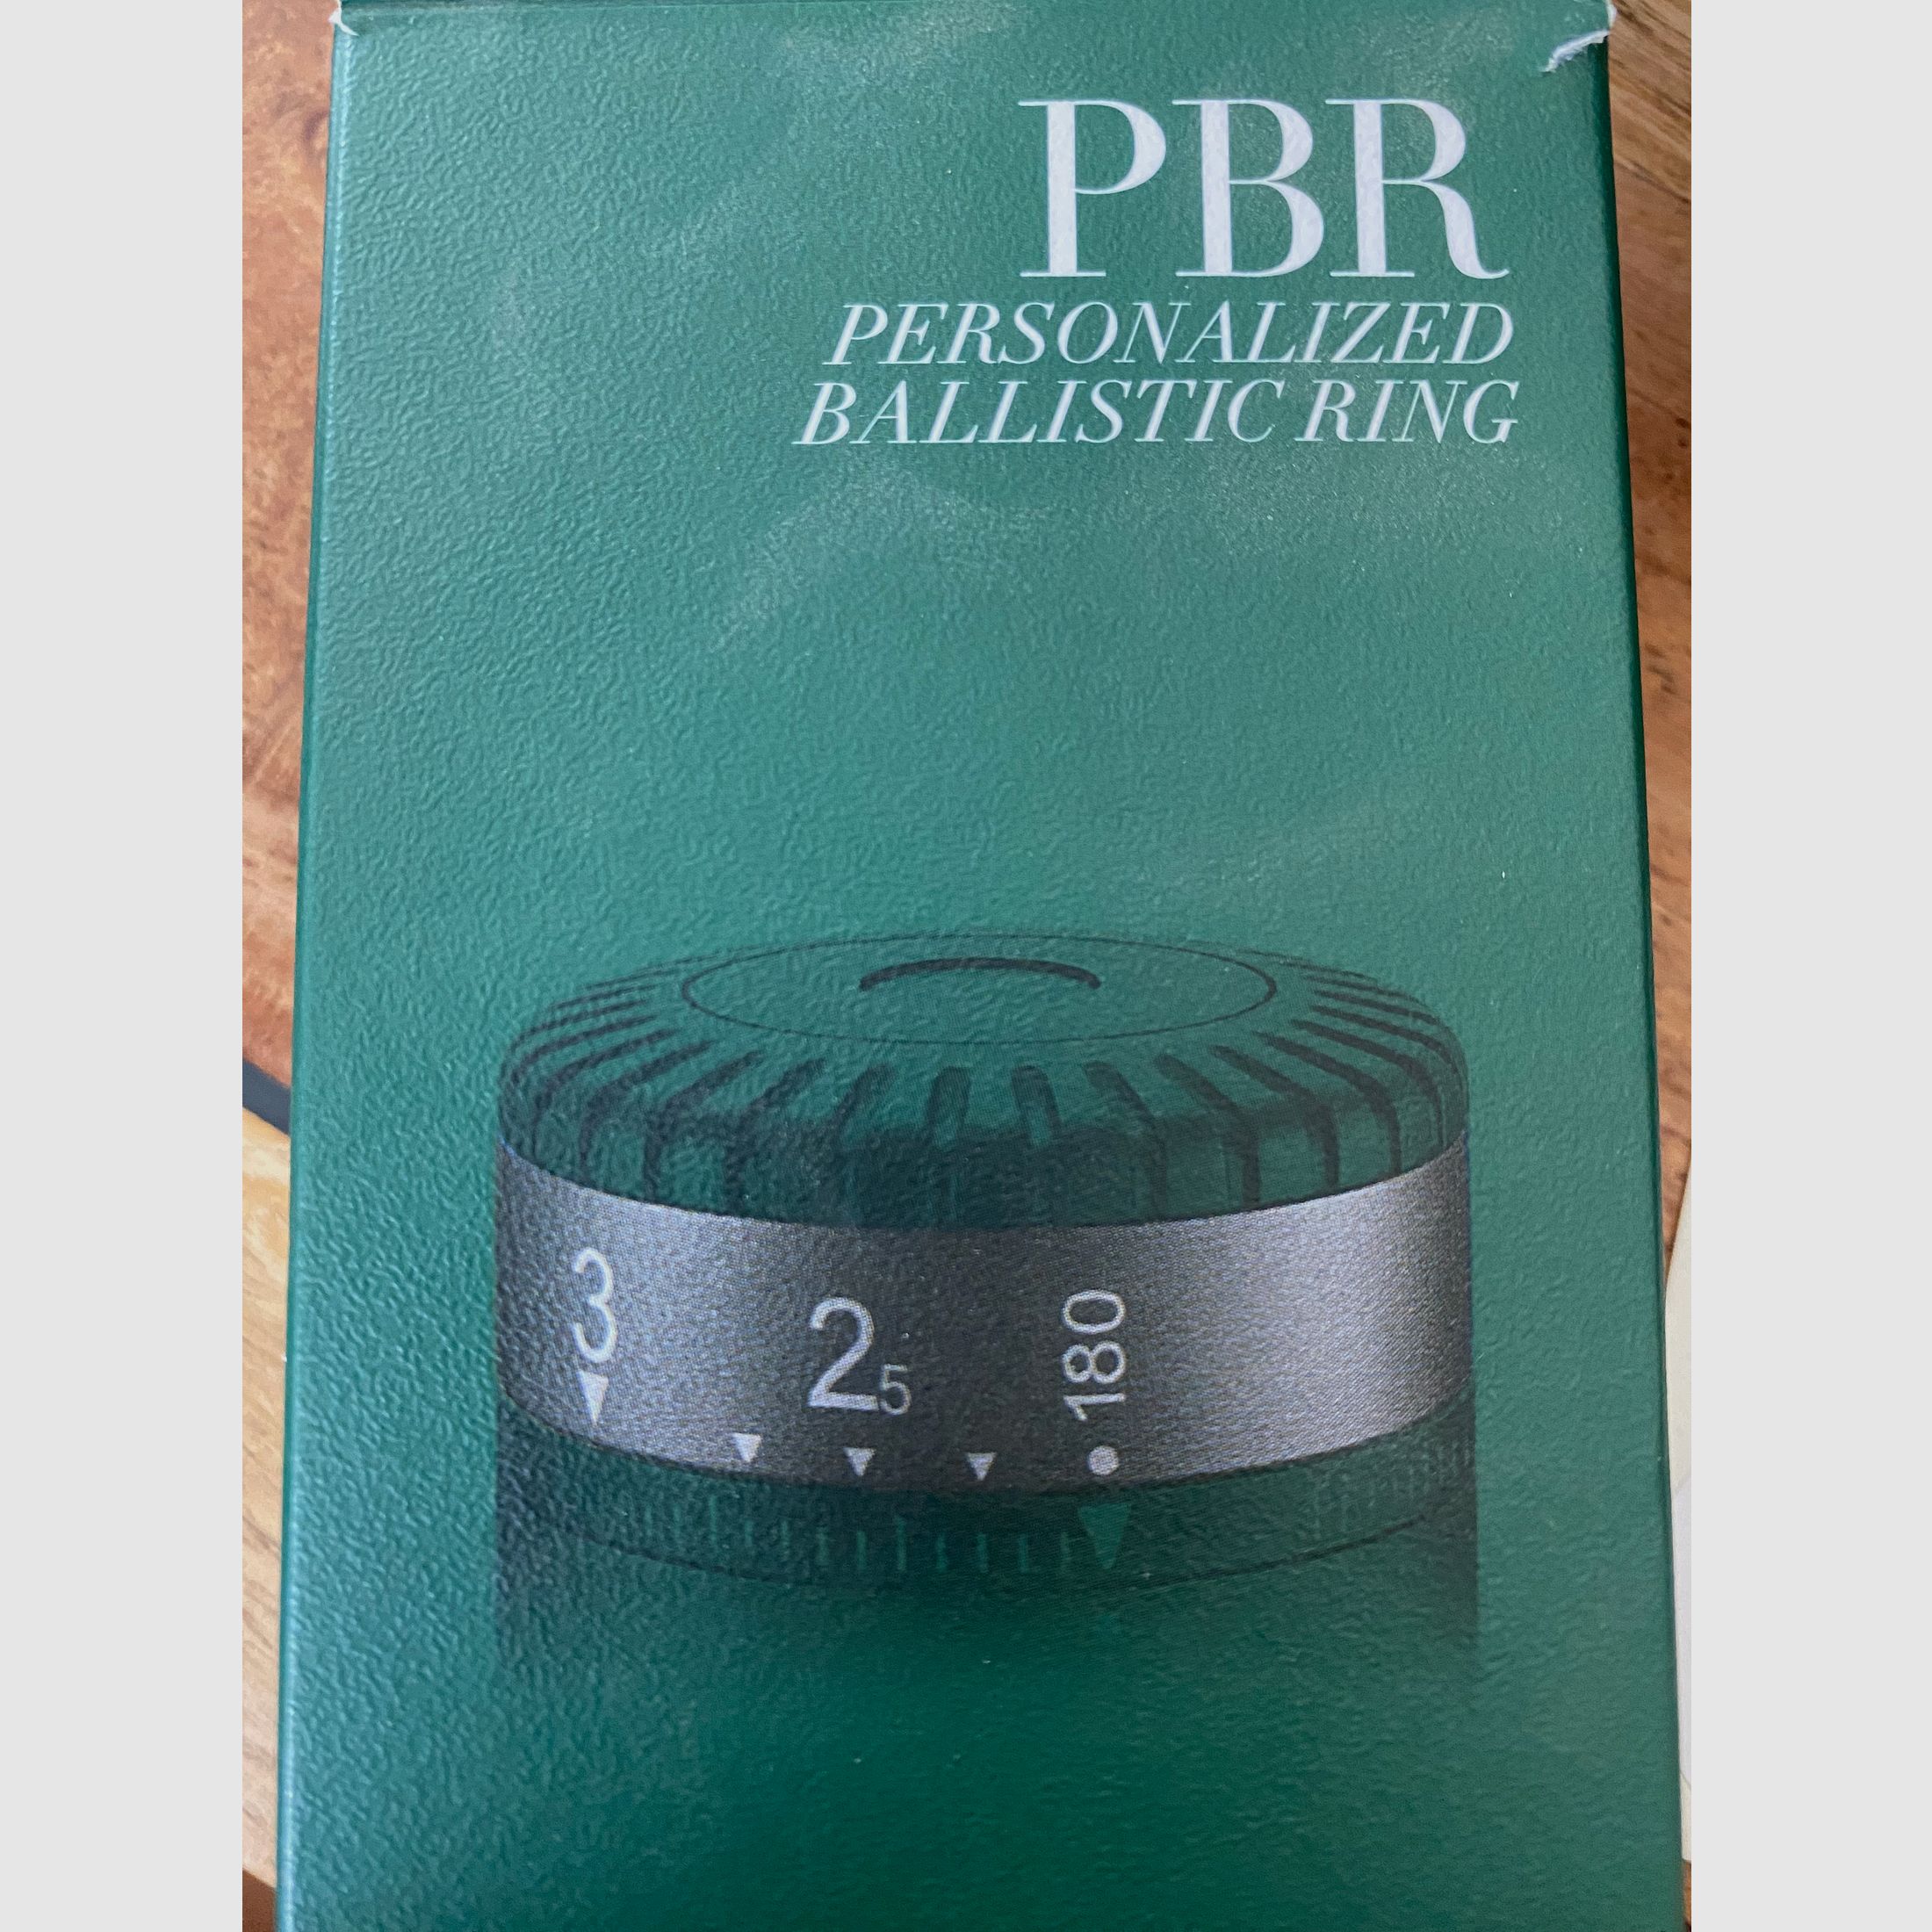 PBR
PERSONALIZED
BALLISTIC RING
3 25 180